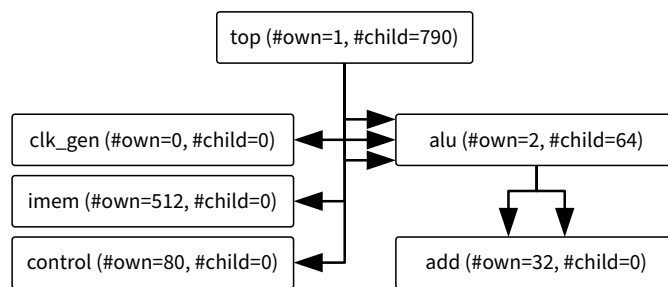 top (#own=1, #child=790)
clk_gen (#own=0, #child=0)
alu (#own=2, #child=64)
imem (#own=512, #child=0)
control (#own=80, #child=0)
add (#own=32, #child=0)